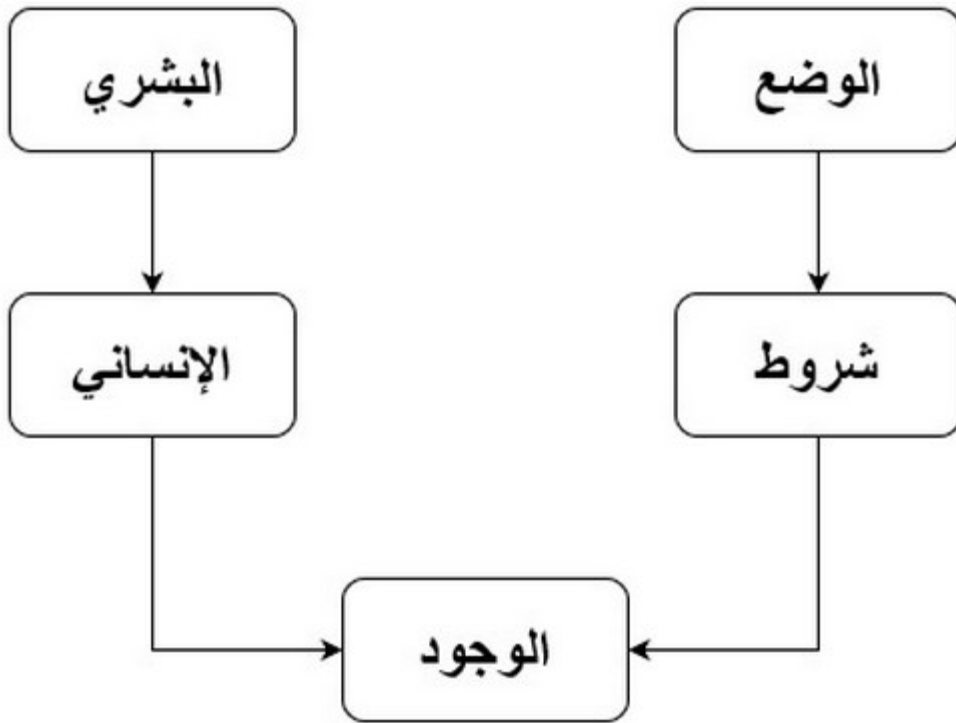 الوضع
البشري
شروط
الإنساني
الوجود